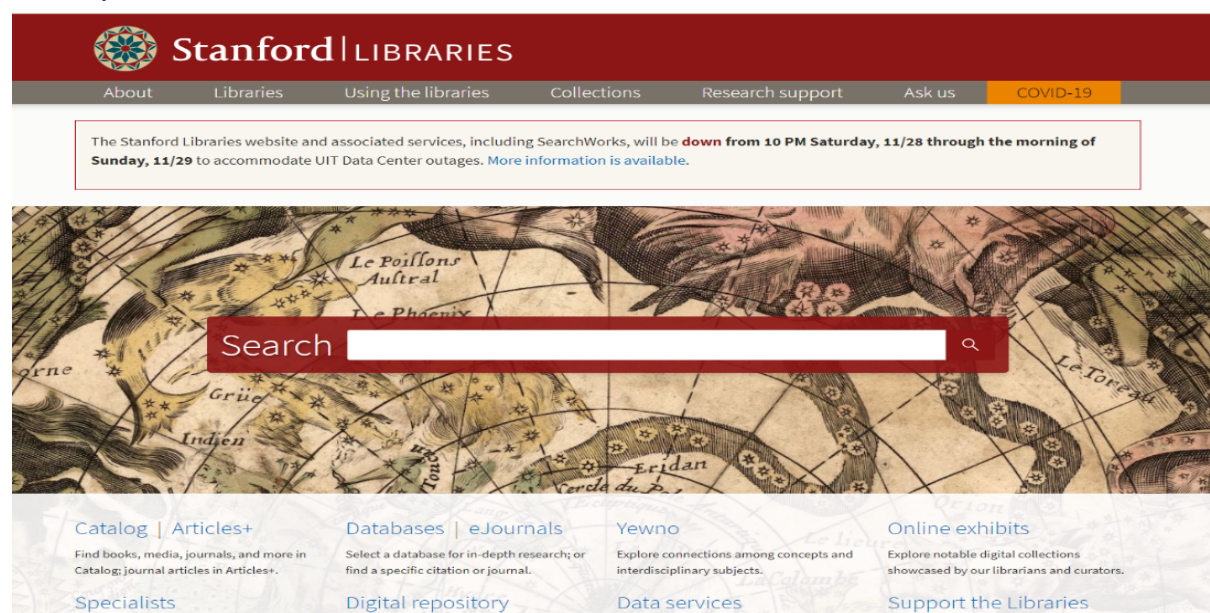 Stanford LIBRARIES
About Libraries Using the libraries Collections Research support Ask us COVID-19
The Stanford Libraries website and associated services, including SearchWorks, will be down from 10 PM Saturday, 11/28 through the morning of
Sunday, 11/29 to accommodate UIT Data Center outages. More information is available.
Le Poissons
Austral
Le Phoenix
Search
orne
Le Toreau
Grüe
Indien
Toucan
Eridan
Cercle du
Catalog | Articles+
Find books, media, journals, and more in
Catalog; journal articles in Articles+.
Databases | eJournals
Select a database for in-depth research; or
find a specific citation or journal.
Yewno
Explore connections among concepts and
interdisciplinary subjects.
Online exhibits
Explore notable digital collections
showcased by our librarians and curators.
LaColombe
Specialists
Digital repository
Data services
Support the Libraries